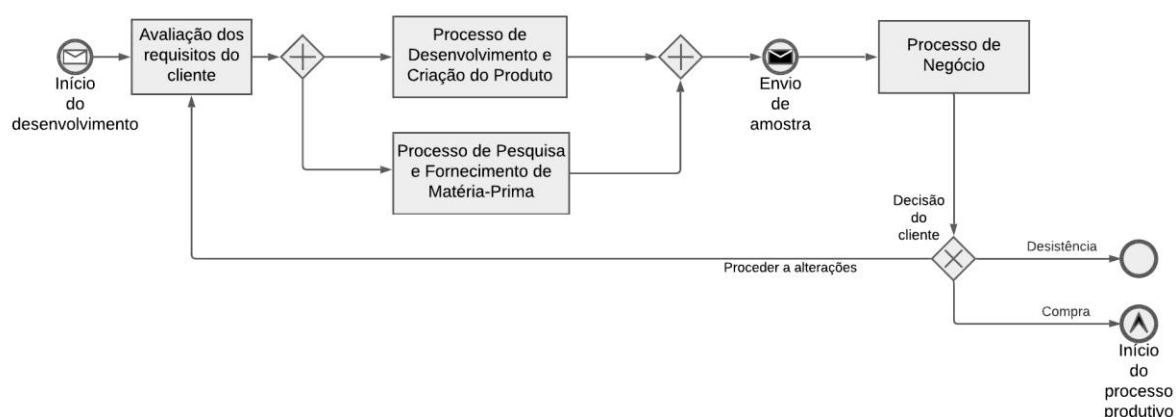 Início
do
desenvolvimento
Avaliação dos
requisitos do
cliente
Processo de
Desenvolvimento e
Criação do Produto
Processo de Pesquisa
e Fornecimento de
Matéria-Prima
Envio
de
amostra
Processo de
Negócio
Decisão
do
cliente
Proceder a alterações
Desistência
Compra
Início
do
processo
produtivo